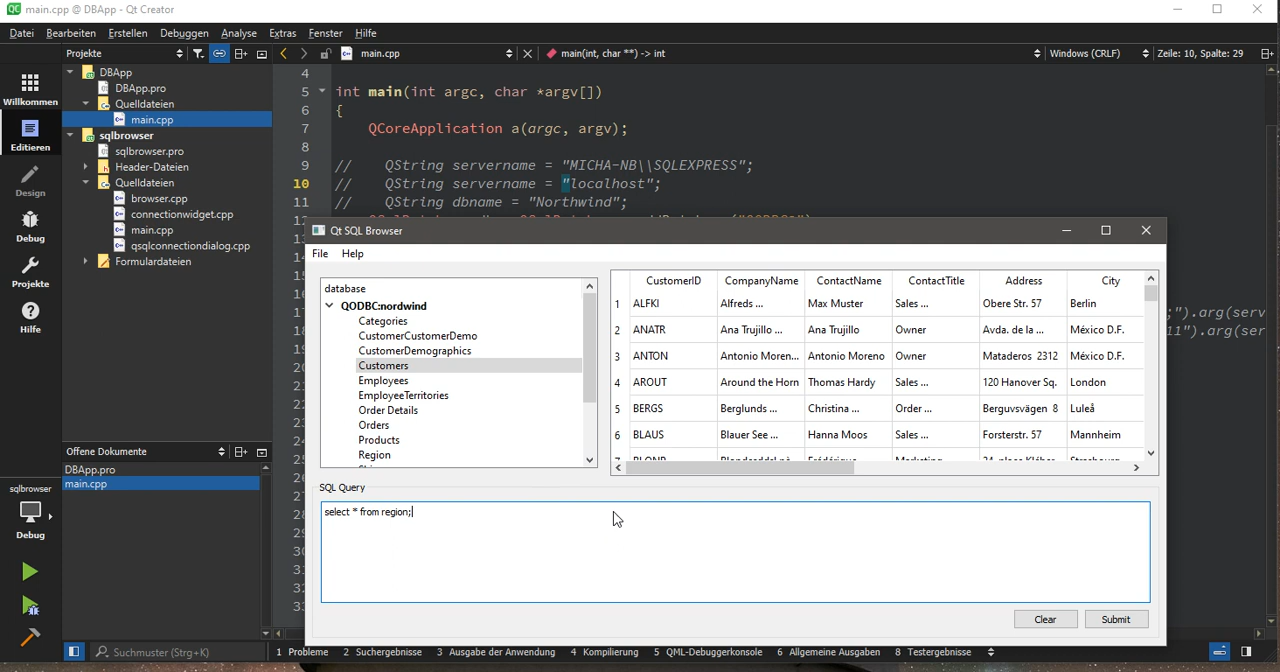 main.cpp @ DBApp - Qt Creator
Datei Bearbeiten Erstellen Debuggen Analyse Extras Fenster Hilfe
Projekte main.cpp main(int, char **) -> int Windows (CRLF) Zeile: 10, Spalte: 29
Willkommen
Editieren
Design
Debug
Projekte
Hilfe
DBApp
DBApp.pro
Quelldateien
main.cpp
sqlbrowser
sqlbrowser.pro
Header-Dateien
Quelldateien
browser.cpp
connectionwidget.cpp
main.cpp
qsqlconnectiondialog.cpp
Formulardateien
4
5 int main(int argc, char *argv[])
6 {
7 QCoreApplication a(argc, argv);
8
9 // QString servername = "MICHA-NB\\SQLEXPRESS";
10 // QString servername = "localhost";
11 // QString dbname = "Northwind";
;").arg(serv
11").arg(ser
Qt SQL Browser
File Help
database
QODBC:nordwind
Categories
CustomerCustomerDemo
CustomerDemographics
Customers
Employees
EmployeeTerritories
Order Details
Orders
Products
Region
CustomerID CompanyName ContactName ContactTitle Address City
1 ALFKI Alfreds ... Max Muster Sales ... Obere Str. 57 Berlin
2 ANATR Ana Trujillo ... Ana Trujillo Owner Avda. de la ... México D.F.
3 ANTON Antonio Moren... Antonio Moreno Owner Mataderos 2312 México D.F.
4 AROUT Around the Horn Thomas Hardy Sales ... 120 Hanover Sq. London
5 BERGS Berglunds ... Christina ... Order ... Berguvsvägen 8 Luleå
6 BLAUS Blauer See ... Hanna Moos Sales ... Forsterstr. 57 Mannheim
SQL Query
select * from region;
Clear Submit
Offene Dokumente
DBApp.pro
main.cpp
sqlbrowser
Debug
Suchmuster (Strg+K) 1 Probleme 2 Suchergebnisse 3 Ausgabe der Anwendung 4 Kompilierung 5 QML-Debuggerkonsole 6 Allgemeine Ausgaben 8 Testergebnisse